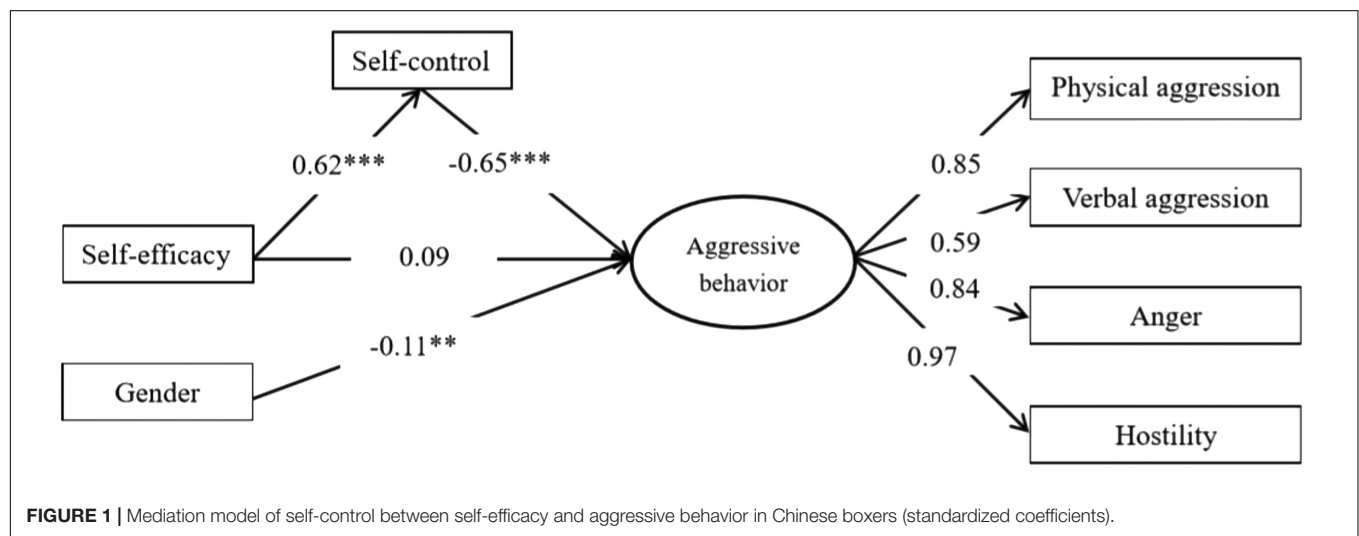 Self-control
Physical aggression
0.62***
-0.65***
0.85
Verbal aggression
Self-efficacy
0.09
Aggressive
behavior
0.59
0.84
Anger
Gender
-0.11**
0.97
Hostility
FIGURE 1 | Mediation model of self-control between self-efficacy and aggressive behavior in Chinese boxers (standardized coefficients).